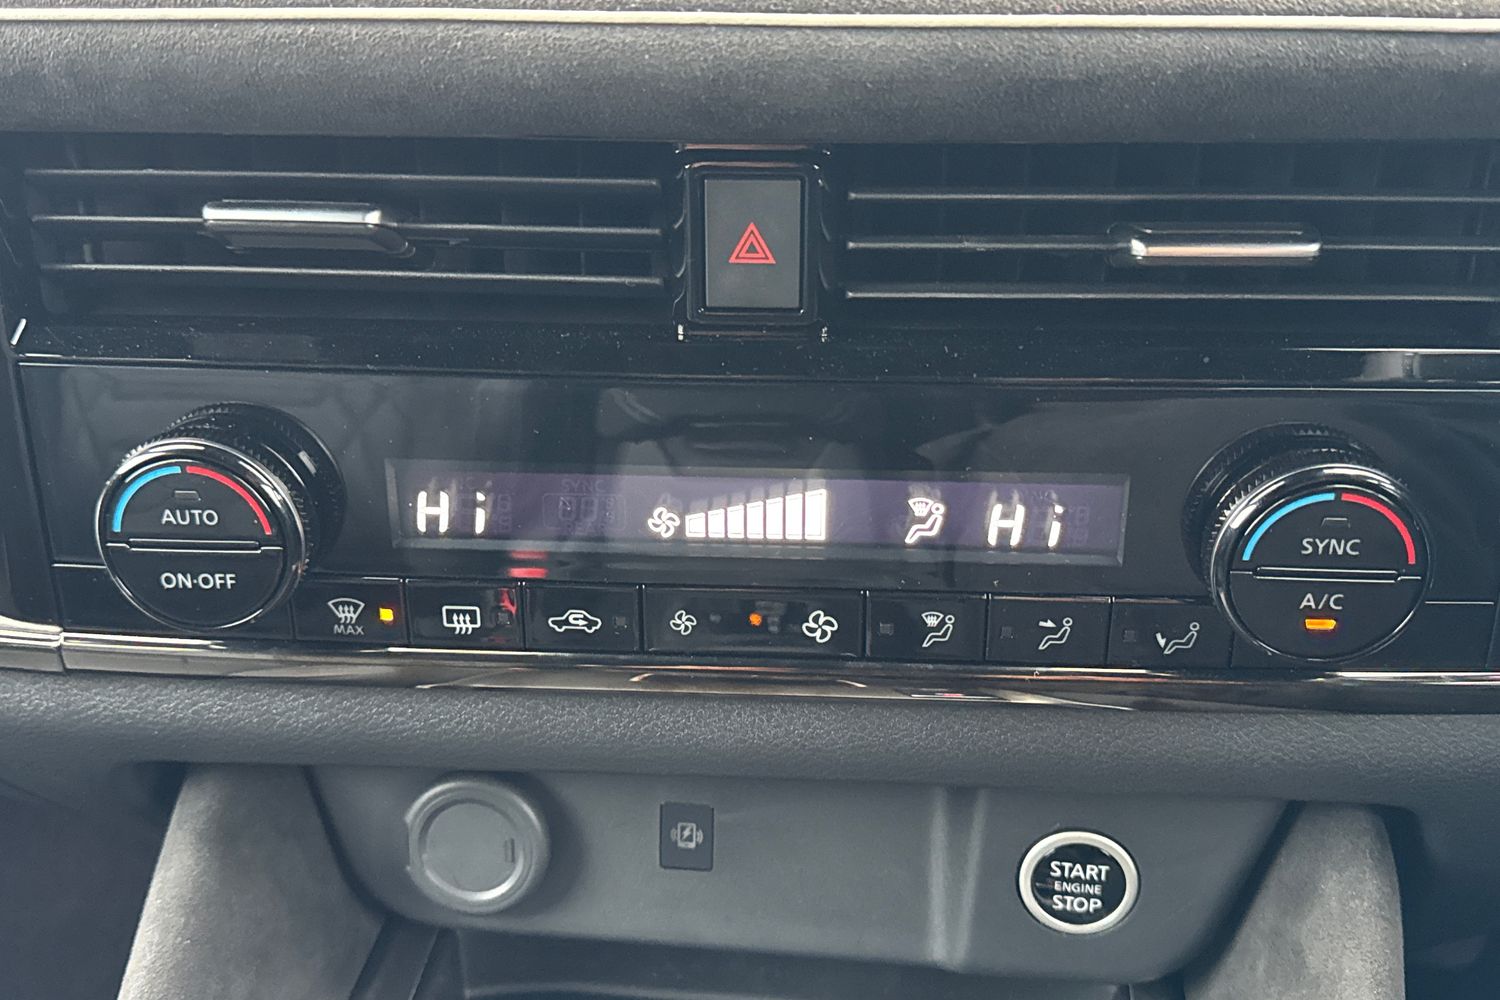 Hi
Hi
AUTO
ON·OFF
MAX
SYNC
A/C
START
ENGINE
STOP